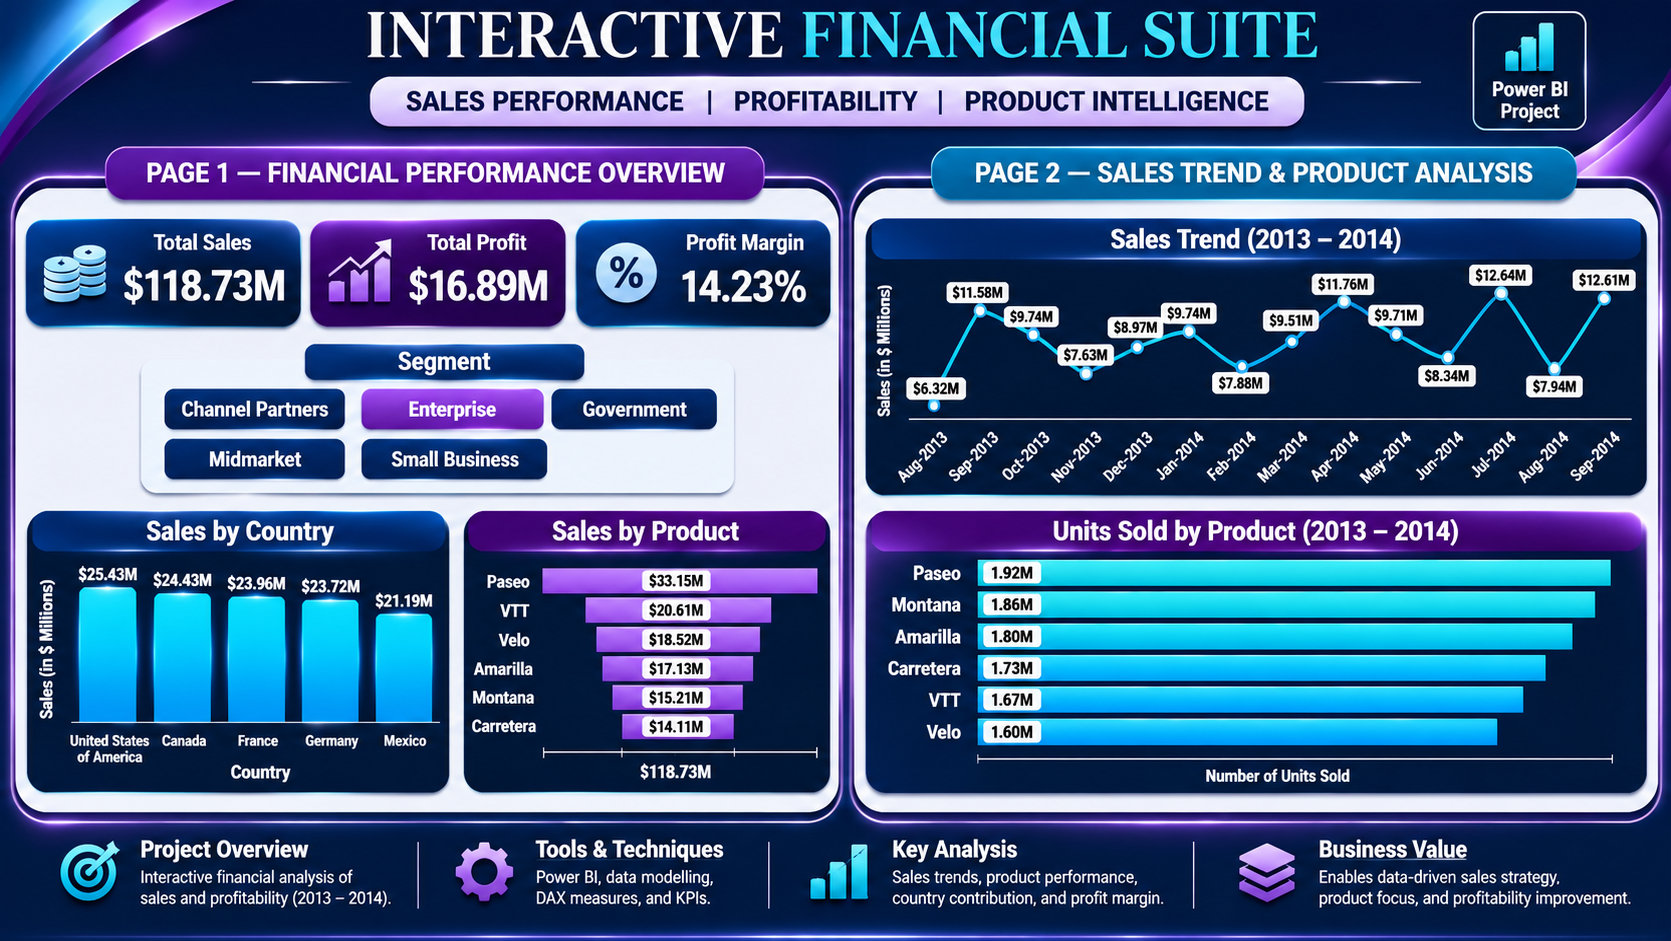 INTERACTIVE FINANCIAL SUITE
SALES PERFORMANCE | PROFITABILITY | PRODUCT INTELLIGENCE
Power BI
Project
PAGE 1 — FINANCIAL PERFORMANCE OVERVIEW
Total Sales
$118.73M
Total Profit
$16.89M
%
Profit Margin
14.23%
Segment
Channel Partners
Enterprise
Government
Midmarket
Small Business
Sales by Country
Sales (in $ Millions)
$25.43M
$24.43M
$23.96M
$23.72M
$21.19M
United States
of America
Canada
France
Germany
Mexico
Country
Sales by Product
Paseo $33.15M
VTT $20.61M
Velo $18.52M
Amarilla $17.13M
Montana $15.21M
Carretera $14.11M
$118.73M
PAGE 2 — SALES TREND & PRODUCT ANALYSIS
Sales Trend (2013 – 2014)
Sales (in $ Millions)
$6.32M
$11.58M
$9.74M
$7.63M
$8.97M
$9.74M
$7.88M
$9.51M
$11.76M
$9.71M
$8.34M
$12.64M
$7.94M
$12.61M
Aug-2013
Sep-2013
Oct-2013
Nov-2013
Dec-2013
Jan-2014
Feb-2014
Mar-2014
Apr-2014
May-2014
Jun-2014
Jul-2014
Aug-2014
Sep-2014
Units Sold by Product (2013 – 2014)
Paseo 1.92M
Montana 1.86M
Amarilla 1.80M
Carretera 1.73M
VTT 1.67M
Velo 1.60M
Number of Units Sold
Project Overview
Interactive financial analysis of
sales and profitability (2013 – 2014).
Tools & Techniques
Power BI, data modelling,
DAX measures, and KPIs.
Key Analysis
Sales trends, product performance,
country contribution, and profit margin.
Business Value
Enables data-driven sales strategy,
product focus, and profitability improvement.